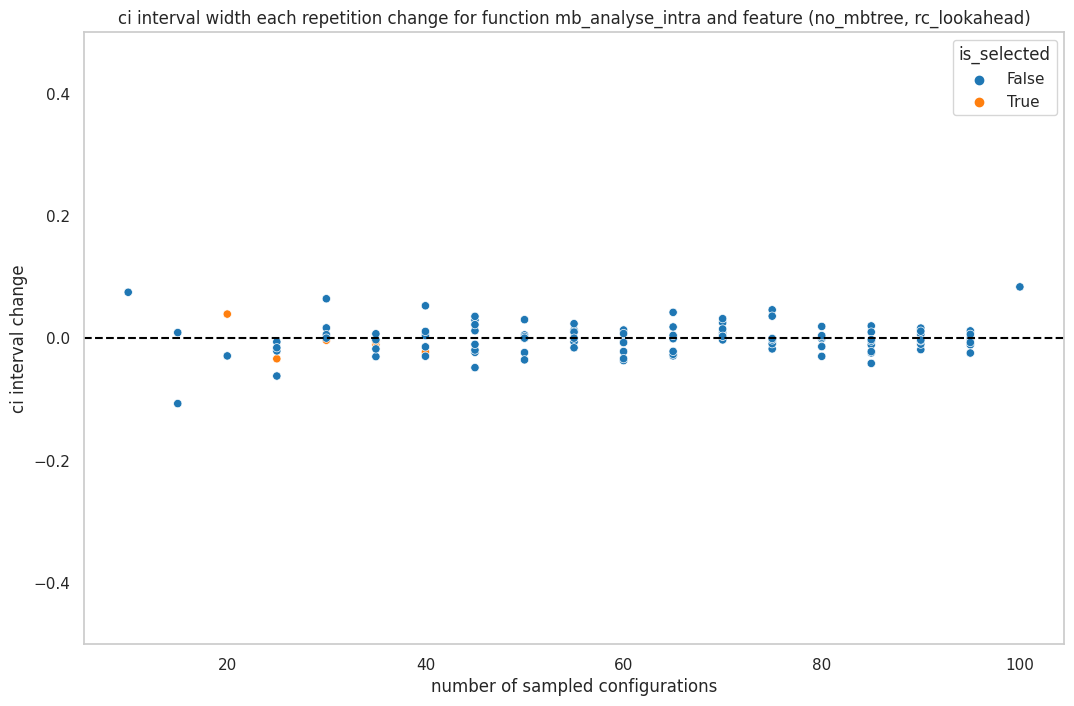 ci interval width each repetition change for function mb_analyse_intra and feature (no_mbtree, rc_lookahead)
is_selected
False
True
ci interval change
0.4
0.2
0.0
−0.2
−0.4
20
40
60
80
100
number of sampled configurations